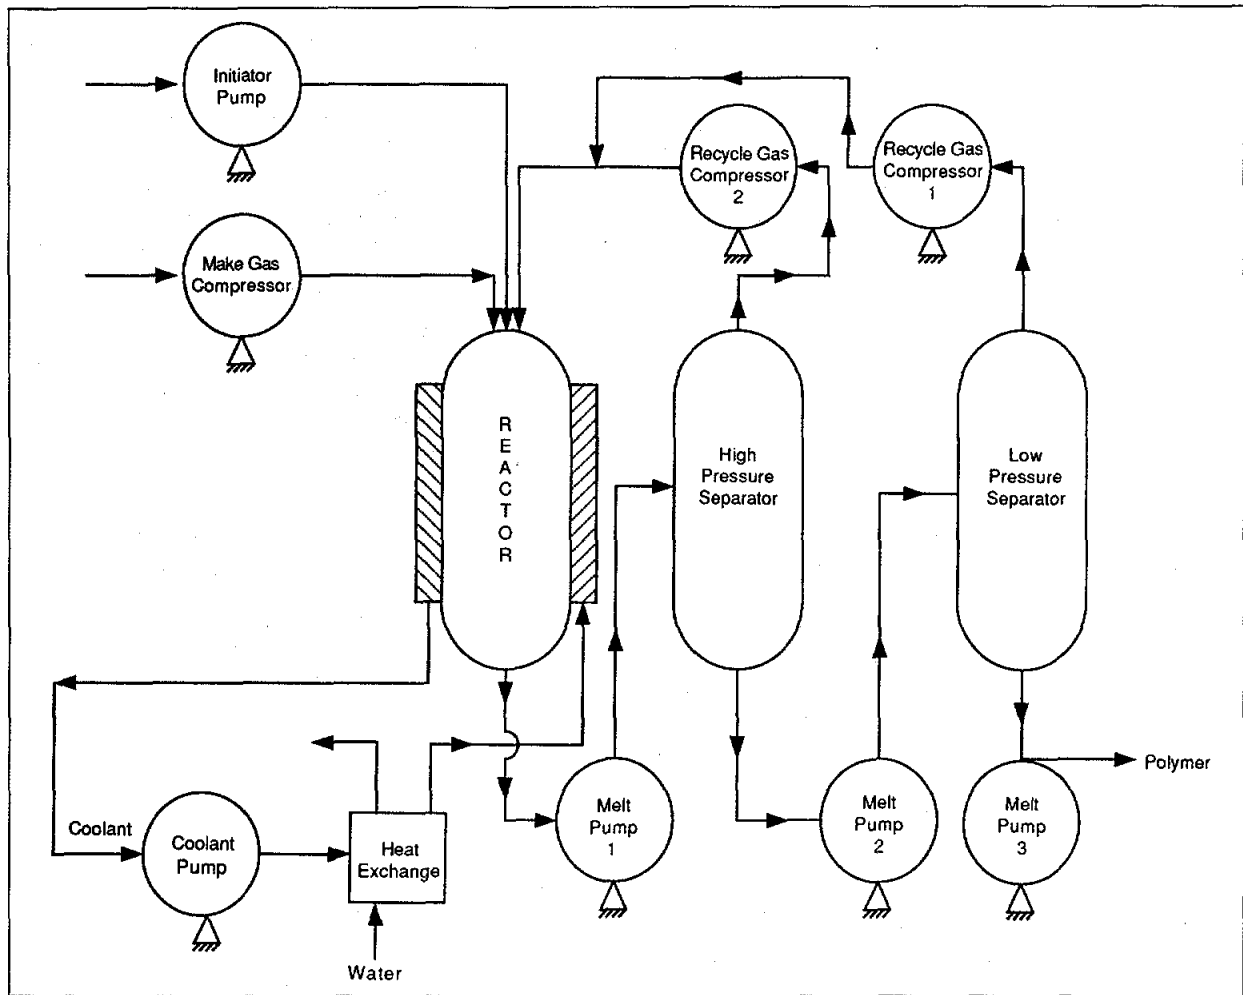 Initiator
Pump
Recycle Gas
Compressor
2
Recycle Gas
Compressor
1
Make Gas
Compressor
R
E
A
C
T
O
R
High
Pressure
Separator
Low
Pressure
Separator
Coolant
Coolant
Pump
Heat
Exchange
Water
Melt
Pump
1
Melt
Pump
2
Melt
Pump
3
Polymer